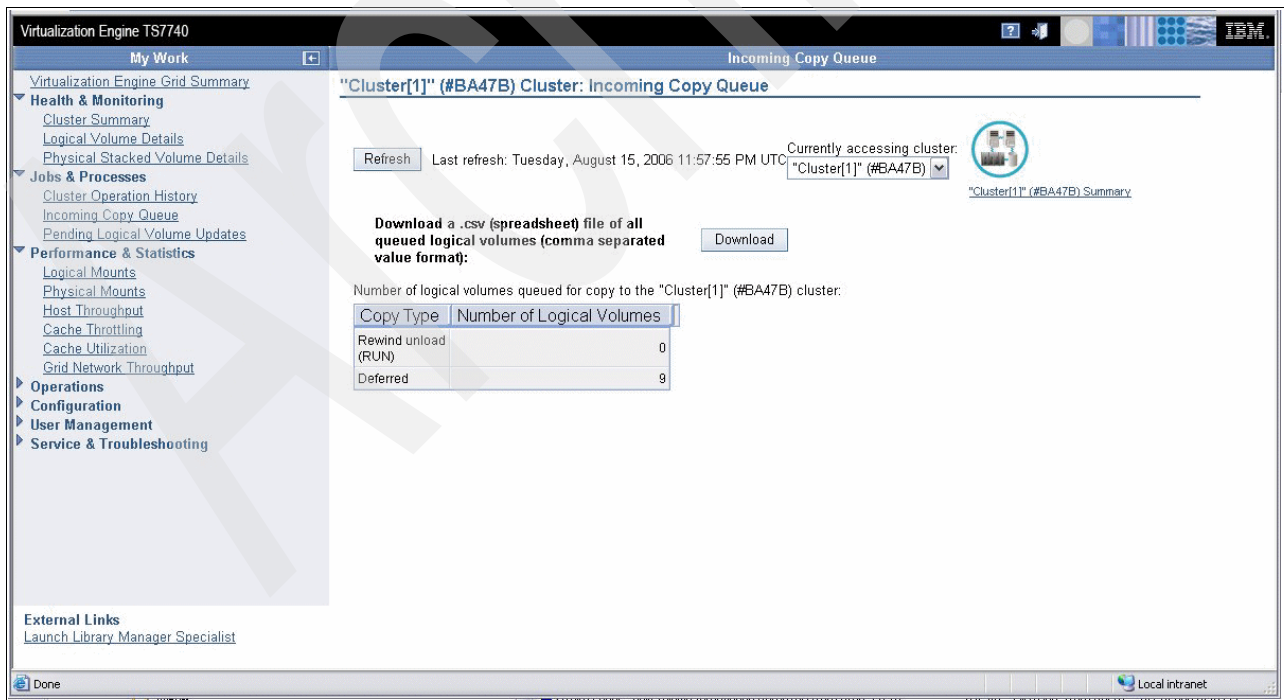 Virtualization Engine TS7740
? IBM.
My Work
Incoming Copy Queue
Virtualization Engine Grid Summary
Health & Monitoring
Cluster Summary
Logical Volume Details
Physical Stacked Volume Details
Jobs & Processes
Cluster Operation History
Incoming Copy Queue
Pending Logical Volume Updates
Performance & Statistics
Logical Mounts
Physical Mounts
Host Throughput
Cache Throttling
Cache Utilization
Grid Network Throughput
Operations
Configuration
User Management
Service & Troubleshooting
External Links
Launch Library Manager Specialist
"Cluster[1]" (#BA47B) Cluster: Incoming Copy Queue
Refresh
Last refresh: Tuesday, August 15, 2006 11:57:55 PM UTC
Currently accessing cluster:
"Cluster[1]" (#BA47B)
"Cluster[1]" (#BA47B) Summary
Download a .csv (spreadsheet) file of all
queued logical volumes (comma separated
value format):
Download
Number of logical volumes queued for copy to the "Cluster[1]" (#BA47B) cluster:
Copy Type Number of Logical Volumes
Rewind unload
(RUN) 0
Deferred 9
Done
Local intranet